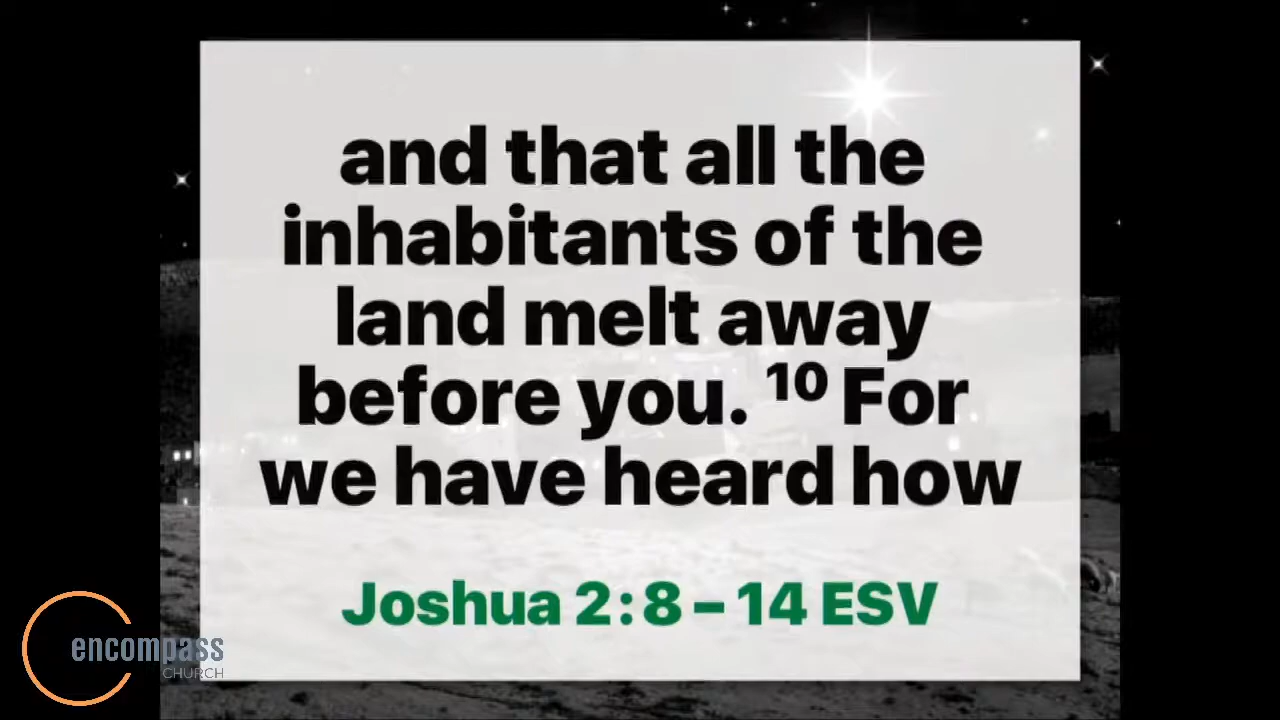 and that all the
inhabitants of the
land melt away
before you. ¹⁰ For
we have heard how
Joshua 2:8 – 14 ESV
encompass
CHURCH